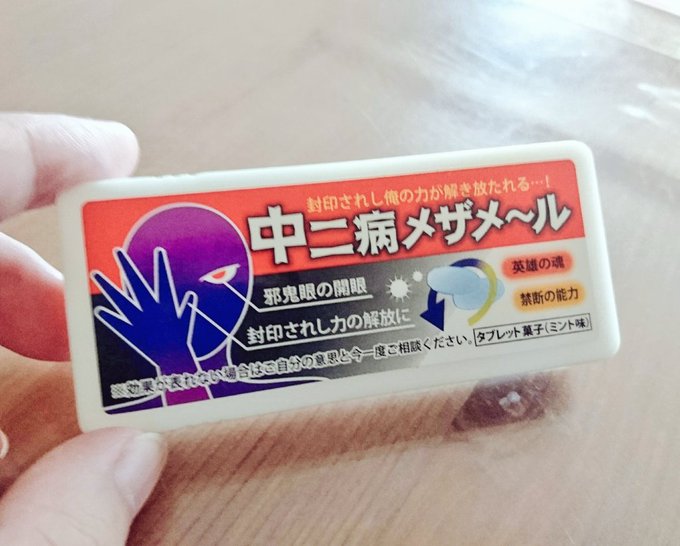 封印されし俺の力が解き放たれる…!
中二病メザメ〜ル
邪鬼眼の開眼
封印されし力の解放に
英雄の魂
禁断の能力
※効果が表れない場合はご自分の意思と今一度ご相談ください。
タブレット菓子(ミント味)